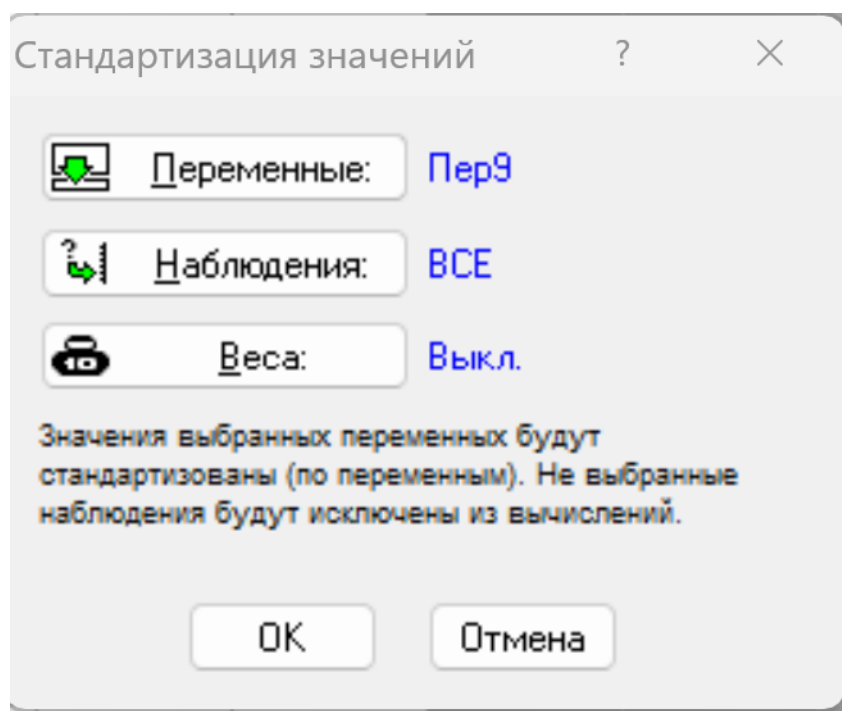 Стандартизация значений ?
Переменные: Пер9
? Наблюдения: ВСЕ
10 Веса: Выкл.
Значения выбранных переменных будут
стандартизованы (по переменным). Не выбранные
наблюдения будут исключены из вычислений.
OK Отмена